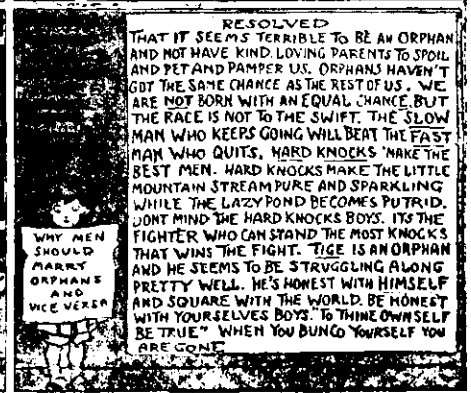 RESOLVED
THAT IT SEEMS TERRIBLE TO BE AN ORPHAN
AND NOT HAVE KIND. LOVING PARENTS TO SPOIL
AND PET AND PAMPER US. ORPHANS HAVEN'T
GOT THE SAME CHANCE AS THE REST OF US. WE
ARE NOT BORN WITH AN EQUAL CHANCE. BUT
THE RACE IS NOT TO THE SWIFT. THE SLOW
MAN WHO KEEPS GOING WILL BEAT THE FAST
MAN WHO QUITS. HARD KNOCKS MAKE THE
BEST MEN. HARD KNOCKS MAKE THE LITTLE
MOUNTAIN STREAM PURE AND SPARKLING
WHILE THE LAZY POND BECOMES PUTRID.
DONT MIND THE HARD KNOCKS BOYS. ITS THE
FIGHTER WHO CAN STAND THE MOST KNOCKS
THAT WINS THE FIGHT. TIGE IS AN ORPHAN
AND HE SEEMS TO BE STRUGGLING ALONG
PRETTY WELL. HE'S HONEST WITH HIMSELF
AND SQUARE WITH THE WORLD. BE HONEST
WITH YOURSELVES BOYS. "TO THINE OWN SELF
BE TRUE" WHEN YOU BUNCO YOURSELF YOU
ARE GONE
WHY MEN
SHOULD
MARRY
ORPHANS
AND
VICE VERSA